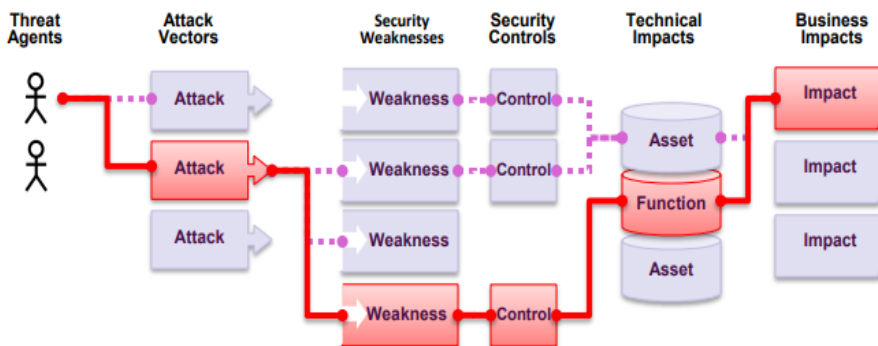 Threat
Agents
Attack
Vectors
Security
Weaknesses
Security
Controls
Technical
Impacts
Business
Impacts
Attack
Weakness
Control
Impact
Asset
Attack
Weakness
Control
Impact
Function
Attack
Weakness
Impact
Asset
Weakness
Control